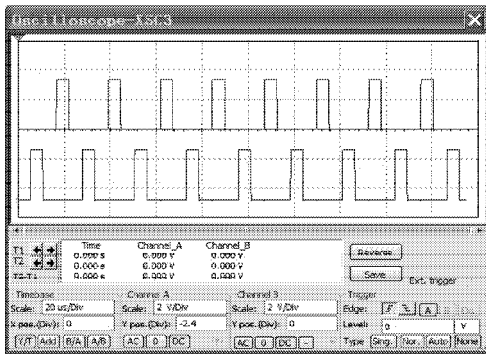 Oscilloscope-XSC3
Time Channel_A Channel_B
T1 0.000 s 0.000 V 0.000 V
T2 0.000 s 0.000 V 0.000 V
T2-T1 0.000 s 0.000 V 0.000 V
Reverse
Save
Ext. trigger
Timebase
Scale: 20 us/Div
X pos.(Div): 0
Y/T Add B/A A/B
Channel A
Scale: 2 V/Div
Y pos.(Div): -2.4
AC 0 DC
Channel B
Scale: 2 V/Div
Y pos.(Div): 0
AC 0 DC -
Trigger
Edge: A
Level: 0 V
Type Sing. Nor. Auto None